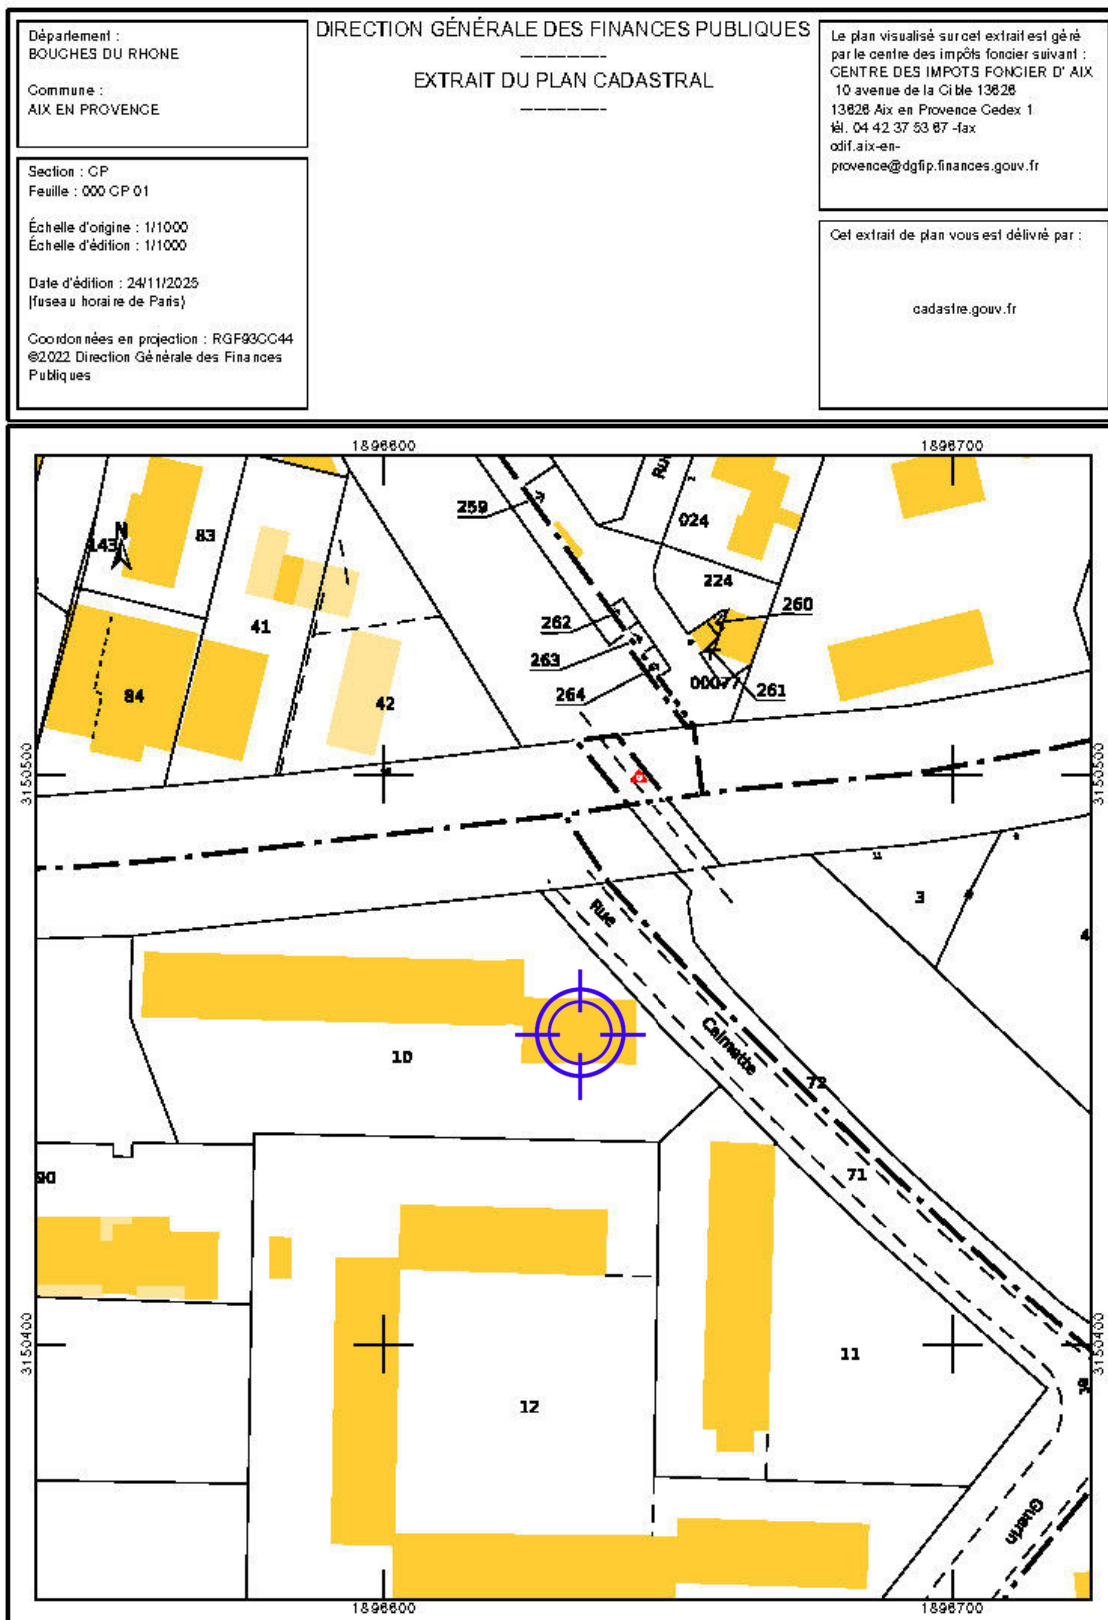 Département :
BOUCHES DU RHONE
Commune :
AIX EN PROVENCE
Section : CP
Feuille : 000 CP 01
Échelle d'origine : 1/1000
Échelle d'édition : 1/1000
Date d'édition : 24/11/2025
(fuseau horaire de Paris)
Coordonnées en projection : RGF93CC44
©2022 Direction Générale des Finances
Publiques
DIRECTION GÉNÉRALE DES FINANCES PUBLIQUES
EXTRAIT DU PLAN CADASTRAL
Le plan visualisé sur cet extrait est géré
par le centre des impôts foncier suivant :
CENTRE DES IMPOTS FONCIER D' AIX
10 avenue de la Cible 13626
13626 Aix en Provence Cedex 1
tél. 04 42 37 53 67 -fax
cdif.aix-en-
provence@dgfip.finances.gouv.fr
Cet extrait de plan vous est délivré par :
cadastre.gouv.fr
1896600
1896700
259
024
83
143
N
224
260
262
41
263
00077
261
264
84
42
3150500
3150500
3
4
Rue
Calmette
10
72
71
90
3150400
3150400
11
12
Guerin
1896600
1896700